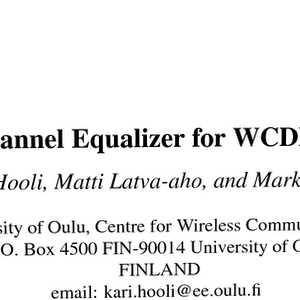 annel Equalizer for WCD
Hooli, Matti Latva-aho, and Mark
sity of Oulu, Centre for Wireless Commu
.O. Box 4500 FIN-90014 University of O
FINLAND
email: kari.hooli@ee.oulu.fi